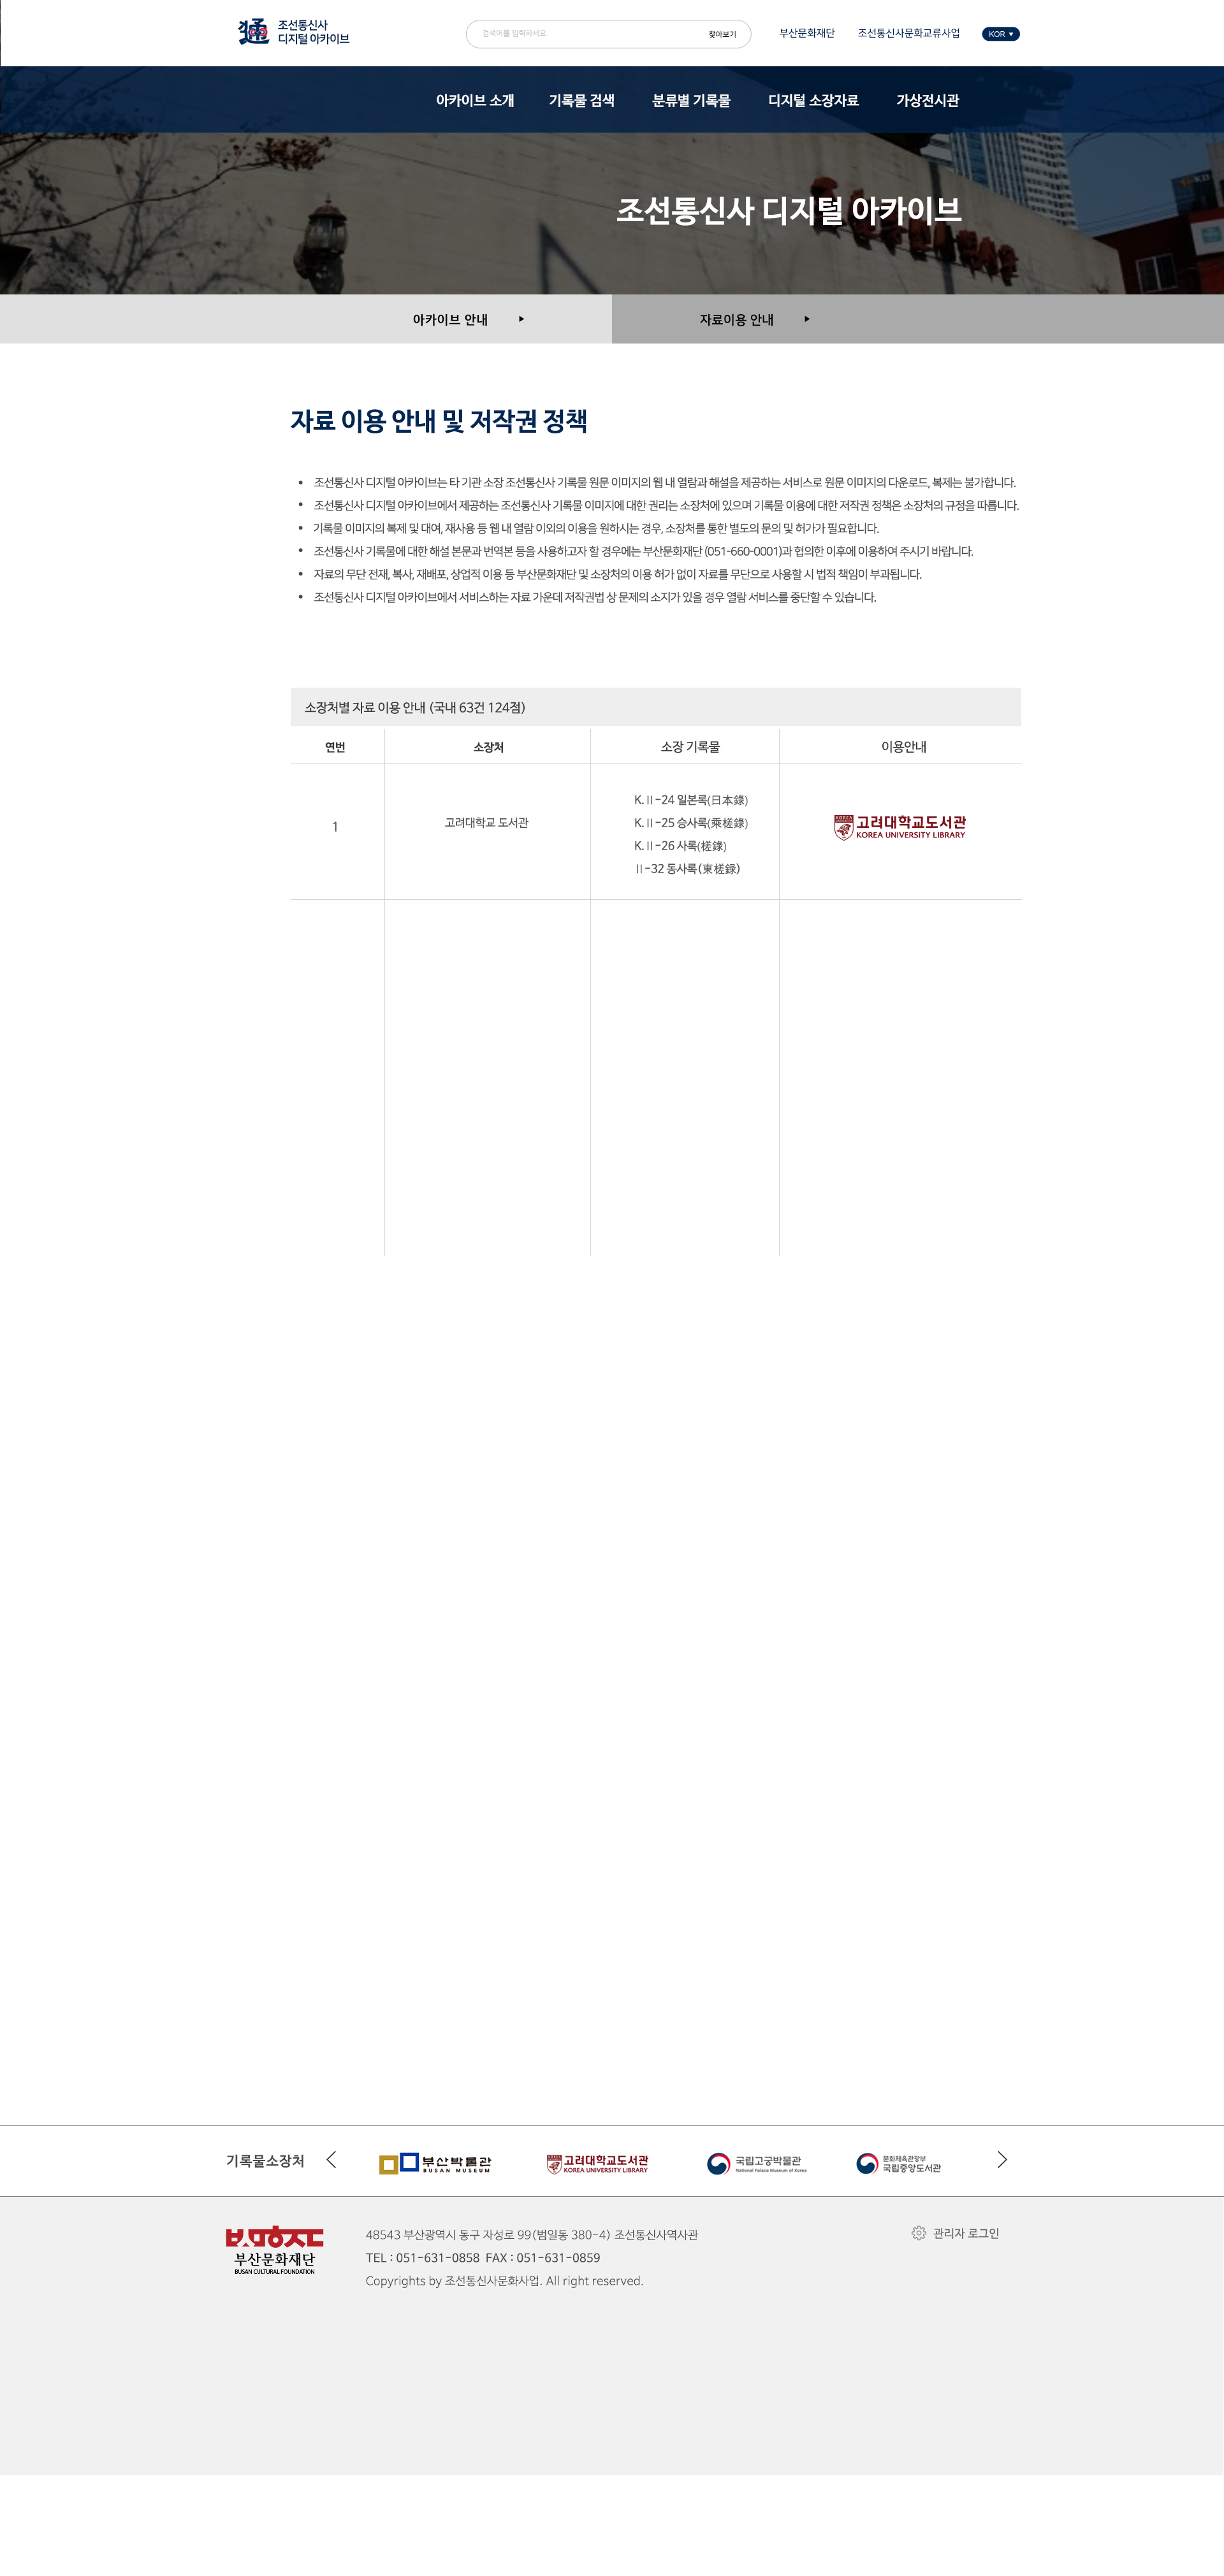 조선통신사
디지털 아카이브
검색어를 입력하세요.
찾아보기
부산문화재단
조선통신사문화교류사업
KOR
아카이브 소개
기록물 검색
분류별 기록물
디지털 소장자료
가상전시관
조선통신사 디지털 아카이브
아카이브 안내
자료이용 안내
자료 이용 안내 및 저작권 정책
조선통신사 디지털 아카이브는 타 기관 소장 조선통신사 기록물 원문 이미지의 웹 내 열람과 해설을 제공하는 서비스로 원문 이미지의 다운로드, 복제는 불가합니다.
조선통신사 디지털 아카이브에서 제공하는 조선통신사 기록물 이미지에 대한 권리는 소장처에 있으며 기록물 이용에 대한 저작권 정책은 소장처의 규정을 따릅니다.
기록물 이미지의 복제 및 대여, 재사용 등 웹 내 열람 이외의 이용을 원하시는 경우, 소장처를 통한 별도의 문의 및 허가가 필요합니다.
조선통신사 기록물에 대한 해설 본문과 번역본 등을 사용하고자 할 경우에는 부산문화재단 (051-660-0001)과 협의한 이후에 이용하여 주시기 바랍니다.
자료의 무단 전재, 복사, 재배포, 상업적 이용 등 부산문화재단 및 소장처의 이용 허가 없이 자료를 무단으로 사용할 시 법적 책임이 부과됩니다.
조선통신사 디지털 아카이브에서 서비스하는 자료 가운데 저작권법 상 문제의 소지가 있을 경우 열람 서비스를 중단할 수 있습니다.
소장처별 자료 이용 안내 (국내 63건 124점)
연번
소장처
소장 기록물
이용안내
1
고려대학교 도서관
K.Ⅱ-24 일본록(日本錄)
K.Ⅱ-25 승사록(乘槎錄)
K.Ⅱ-26 사록(槎錄)
Ⅱ-32 동사록(東槎録)
고려대학교도서관
KOREA UNIVERSITY LIBRARY
기록물소장처
부산박물관
BUSAN MUSEUM
고려대학교도서관
KOREA UNIVERSITY LIBRARY
국립고궁박물관
National Palace Museum of Korea
문화체육관광부
국립중앙도서관
부산문화재단
BUSAN CULTURAL FOUNDATION
48543 부산광역시 동구 자성로 99(범일동 380-4) 조선통신사역사관
TEL : 051-631-0858 FAX : 051-631-0859
Copyrights by 조선통신사문화사업. All right reserved.
관리자 로그인